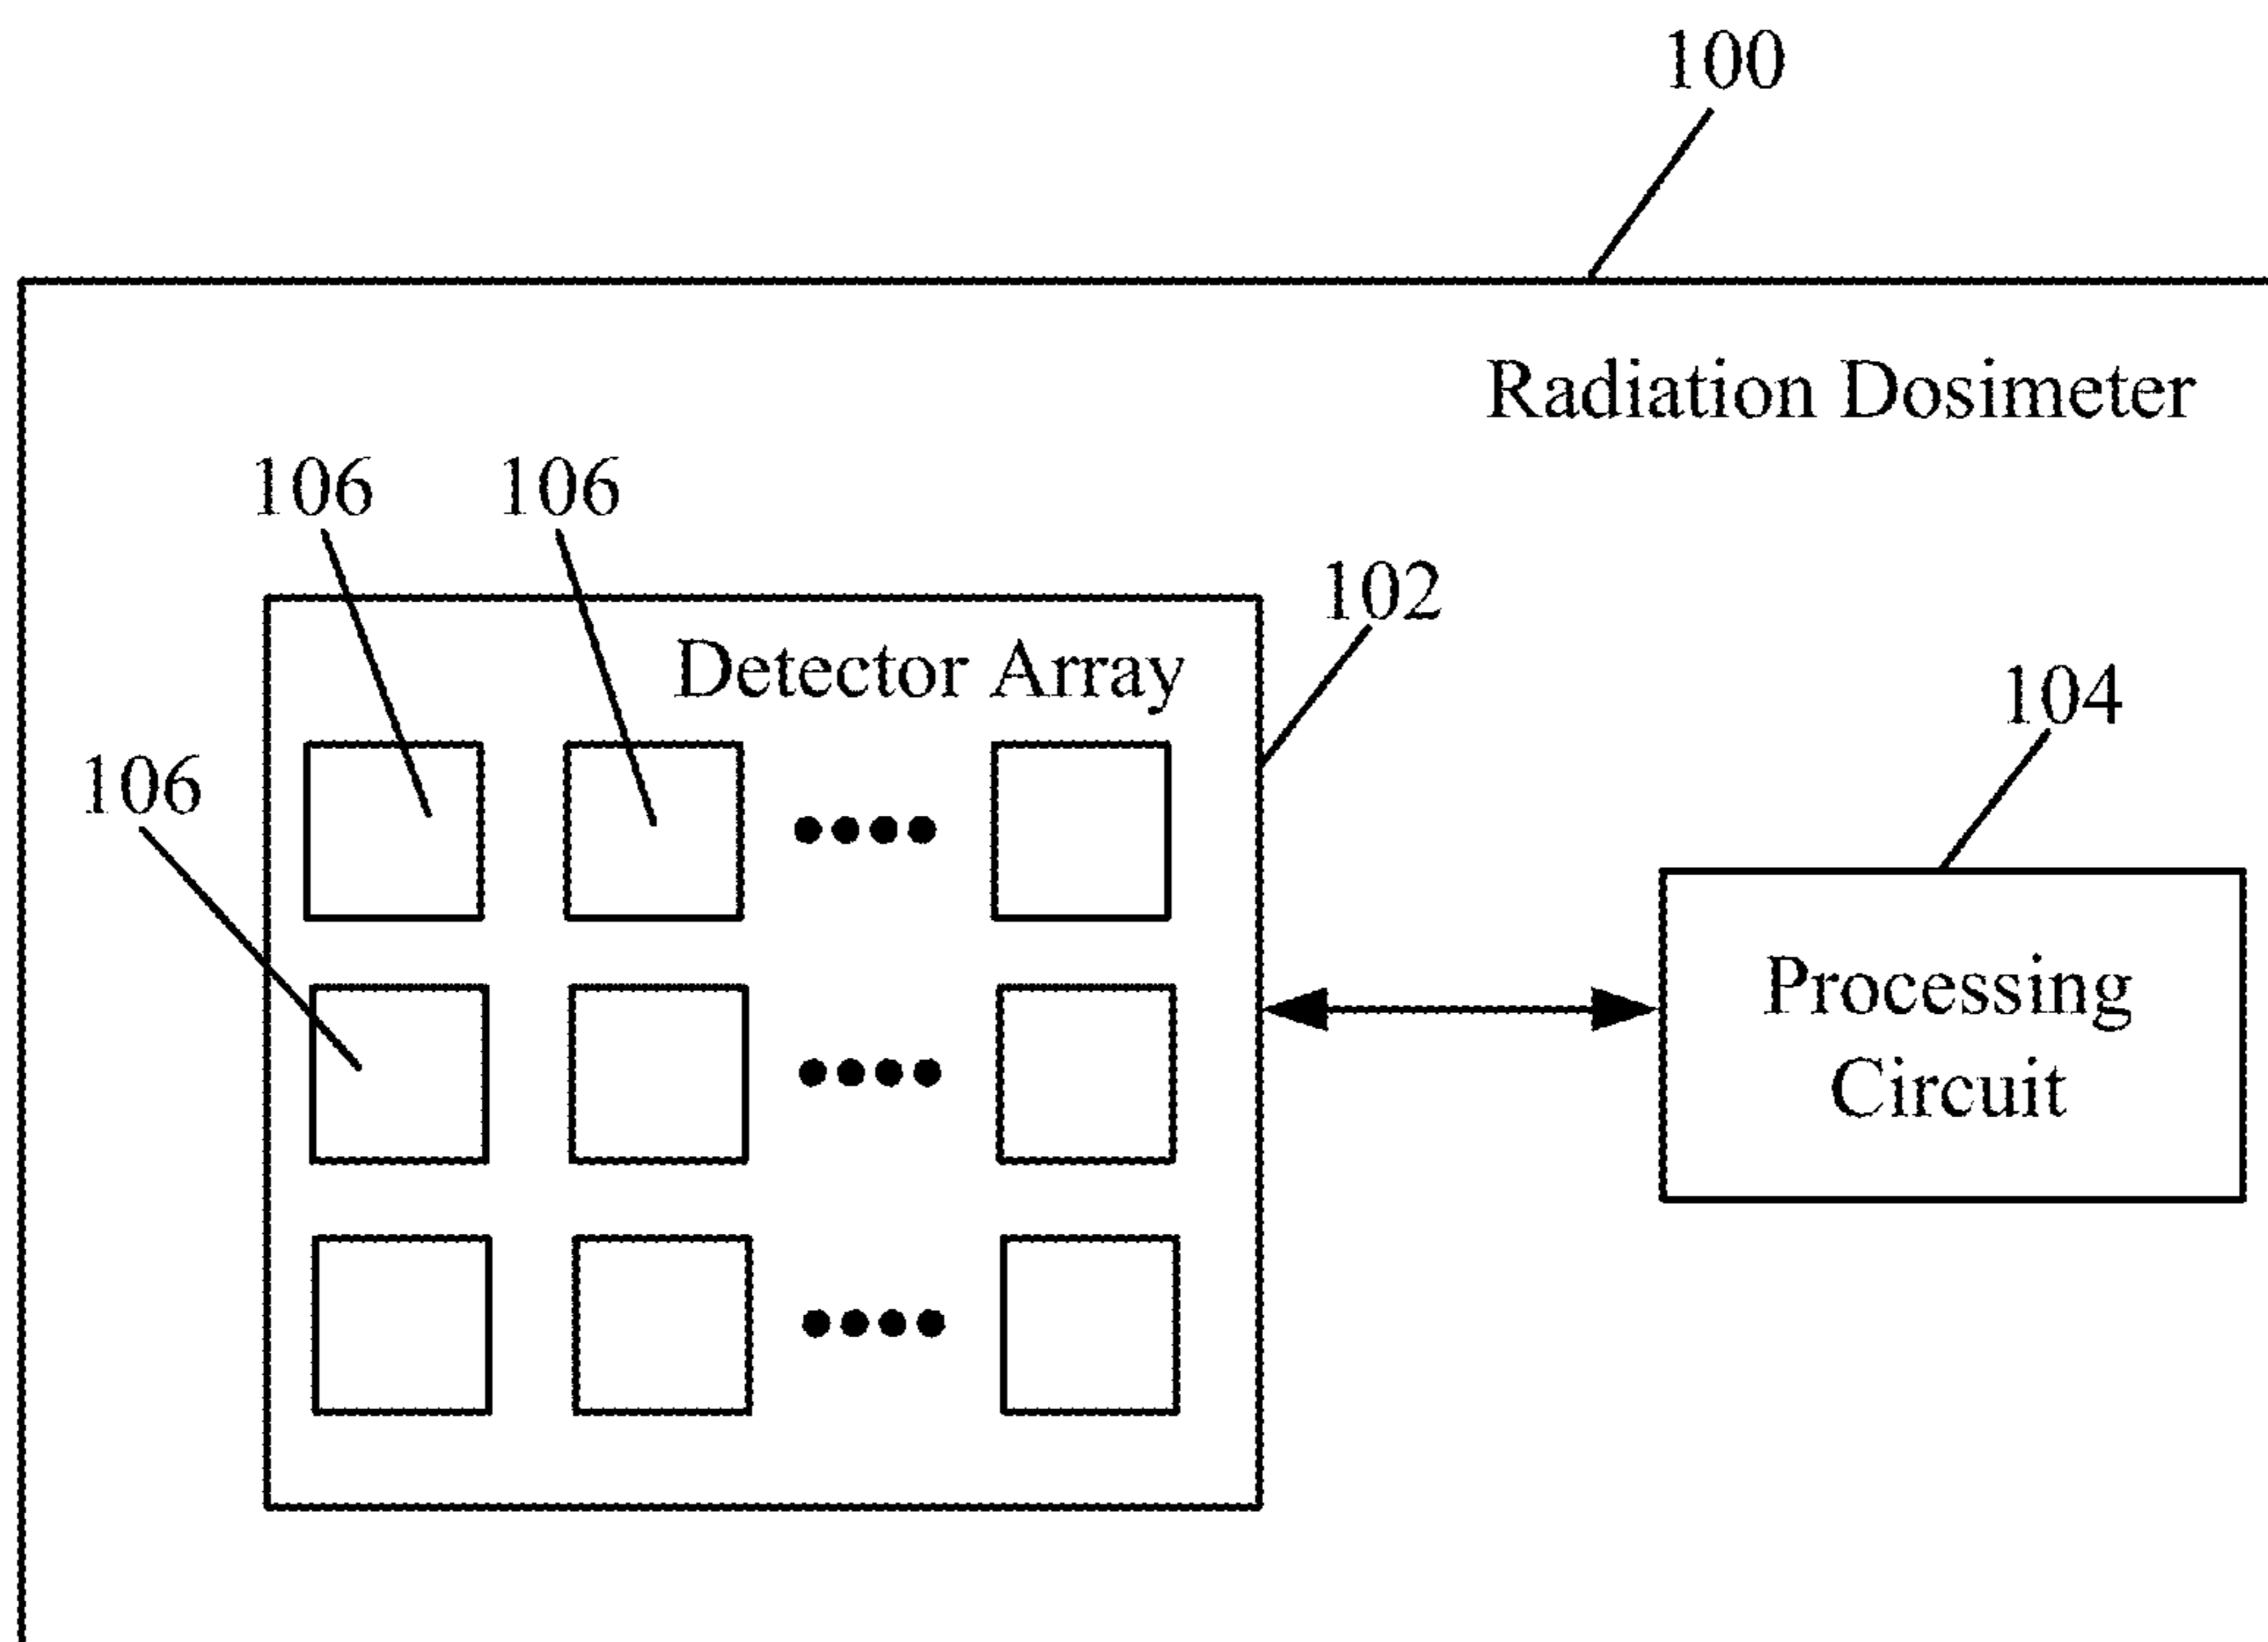 100
Radiation Dosimeter
106 106
102
Detector Array
104
106
Processing
Circuit